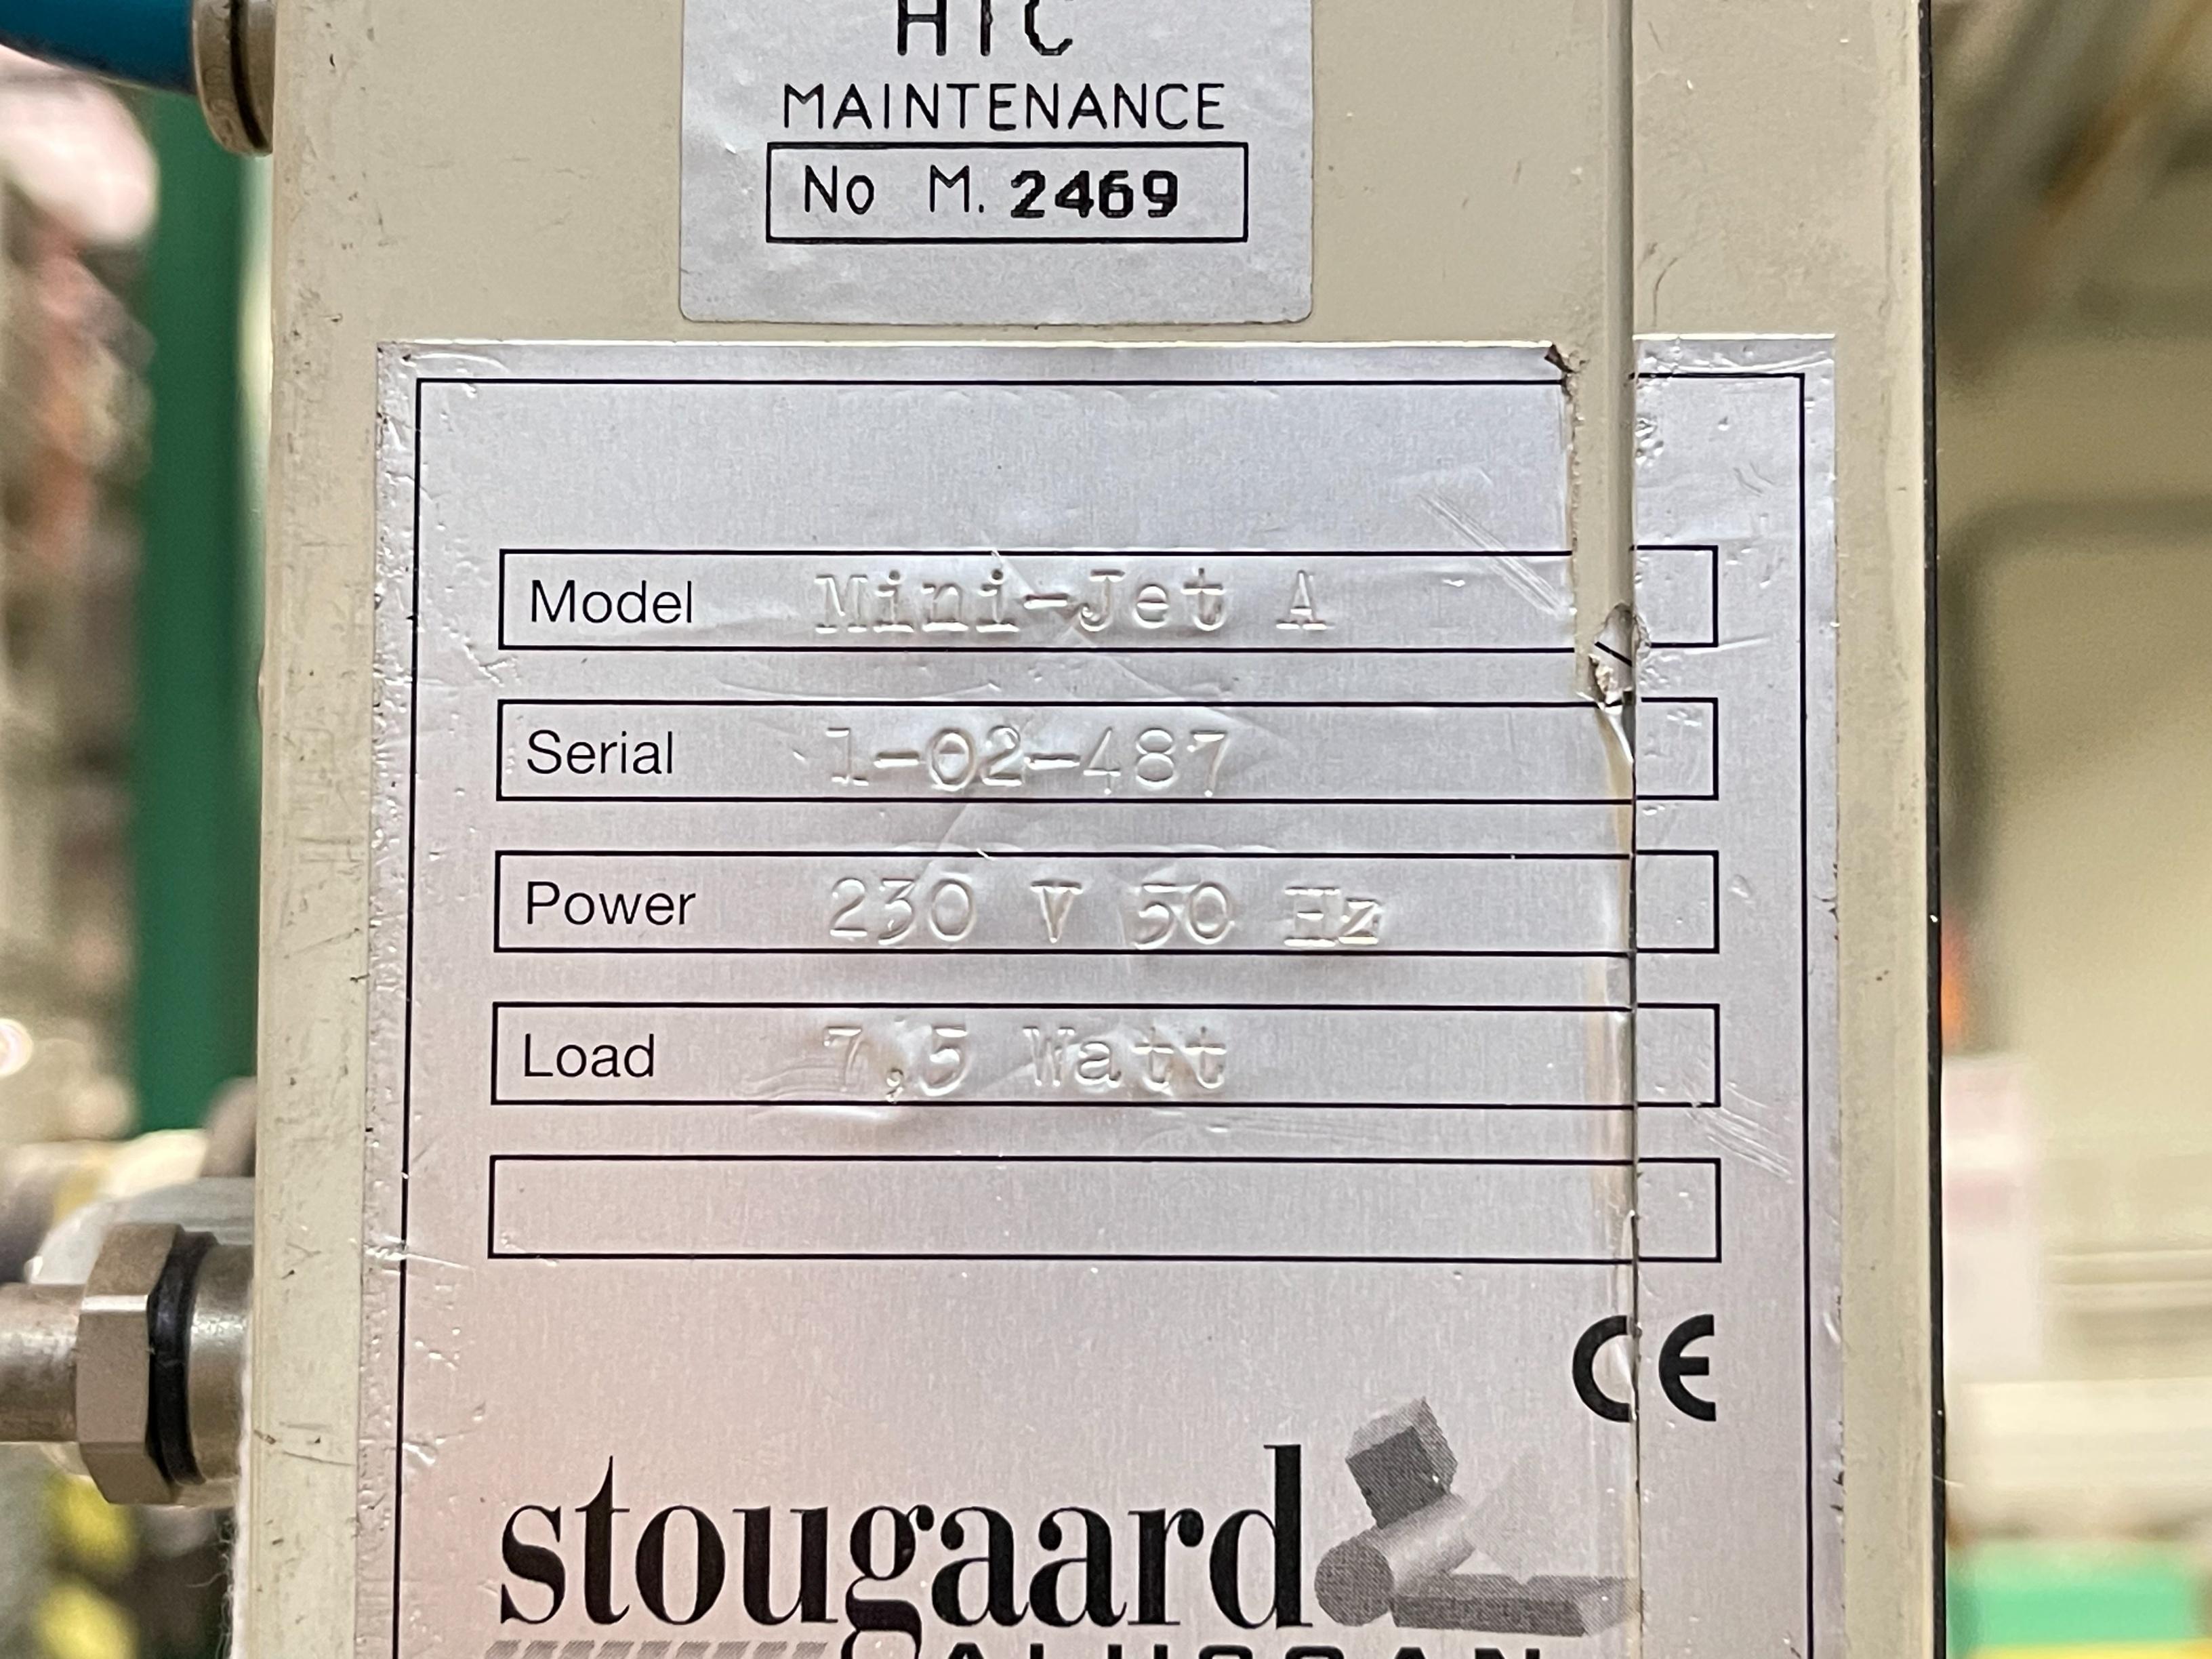 HTC
MAINTENANCE
No M. 2469
Model Mini-Jet A
Serial 1-02-487
Power 230 V 50 Hz
Load 7,5 Watt
CE
stougaard